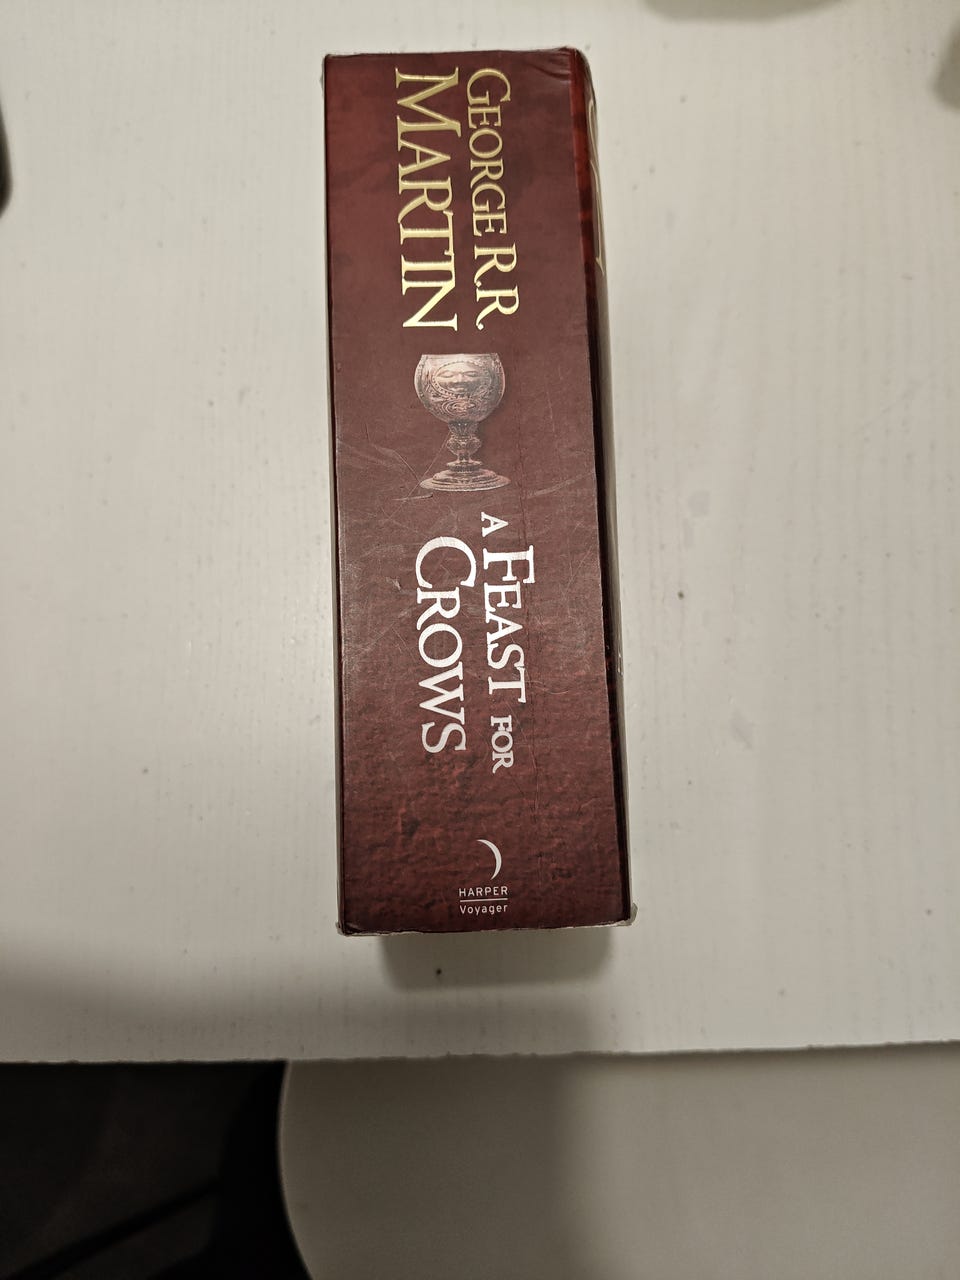 GEORGE R.R.
MARTIN
A FEAST FOR
CROWS
HARPER
Voyager